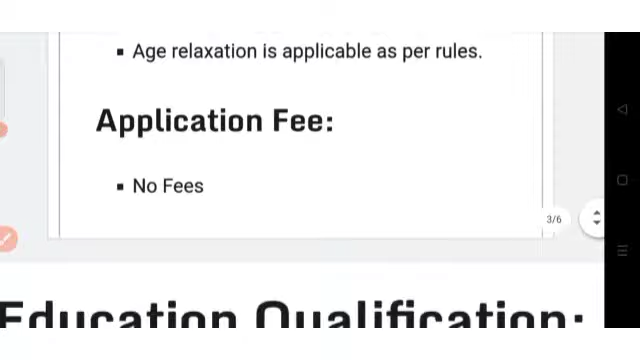 Age relaxation is applicable as per rules.
Application Fee:
No Fees
3/6
Education Qualification: